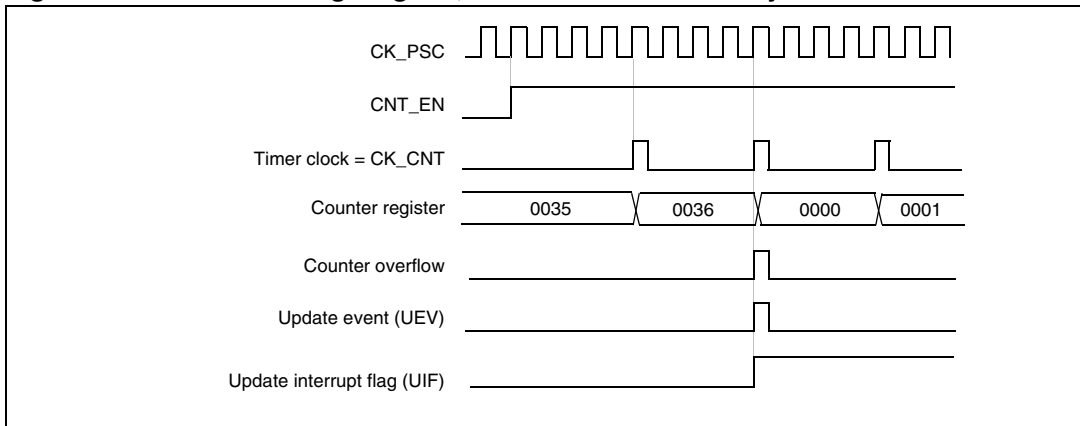 CK_PSC
CNT_EN
Timer clock = CK_CNT
Counter register 0035 0036 0000 0001
Counter overflow
Update event (UEV)
Update interrupt flag (UIF)